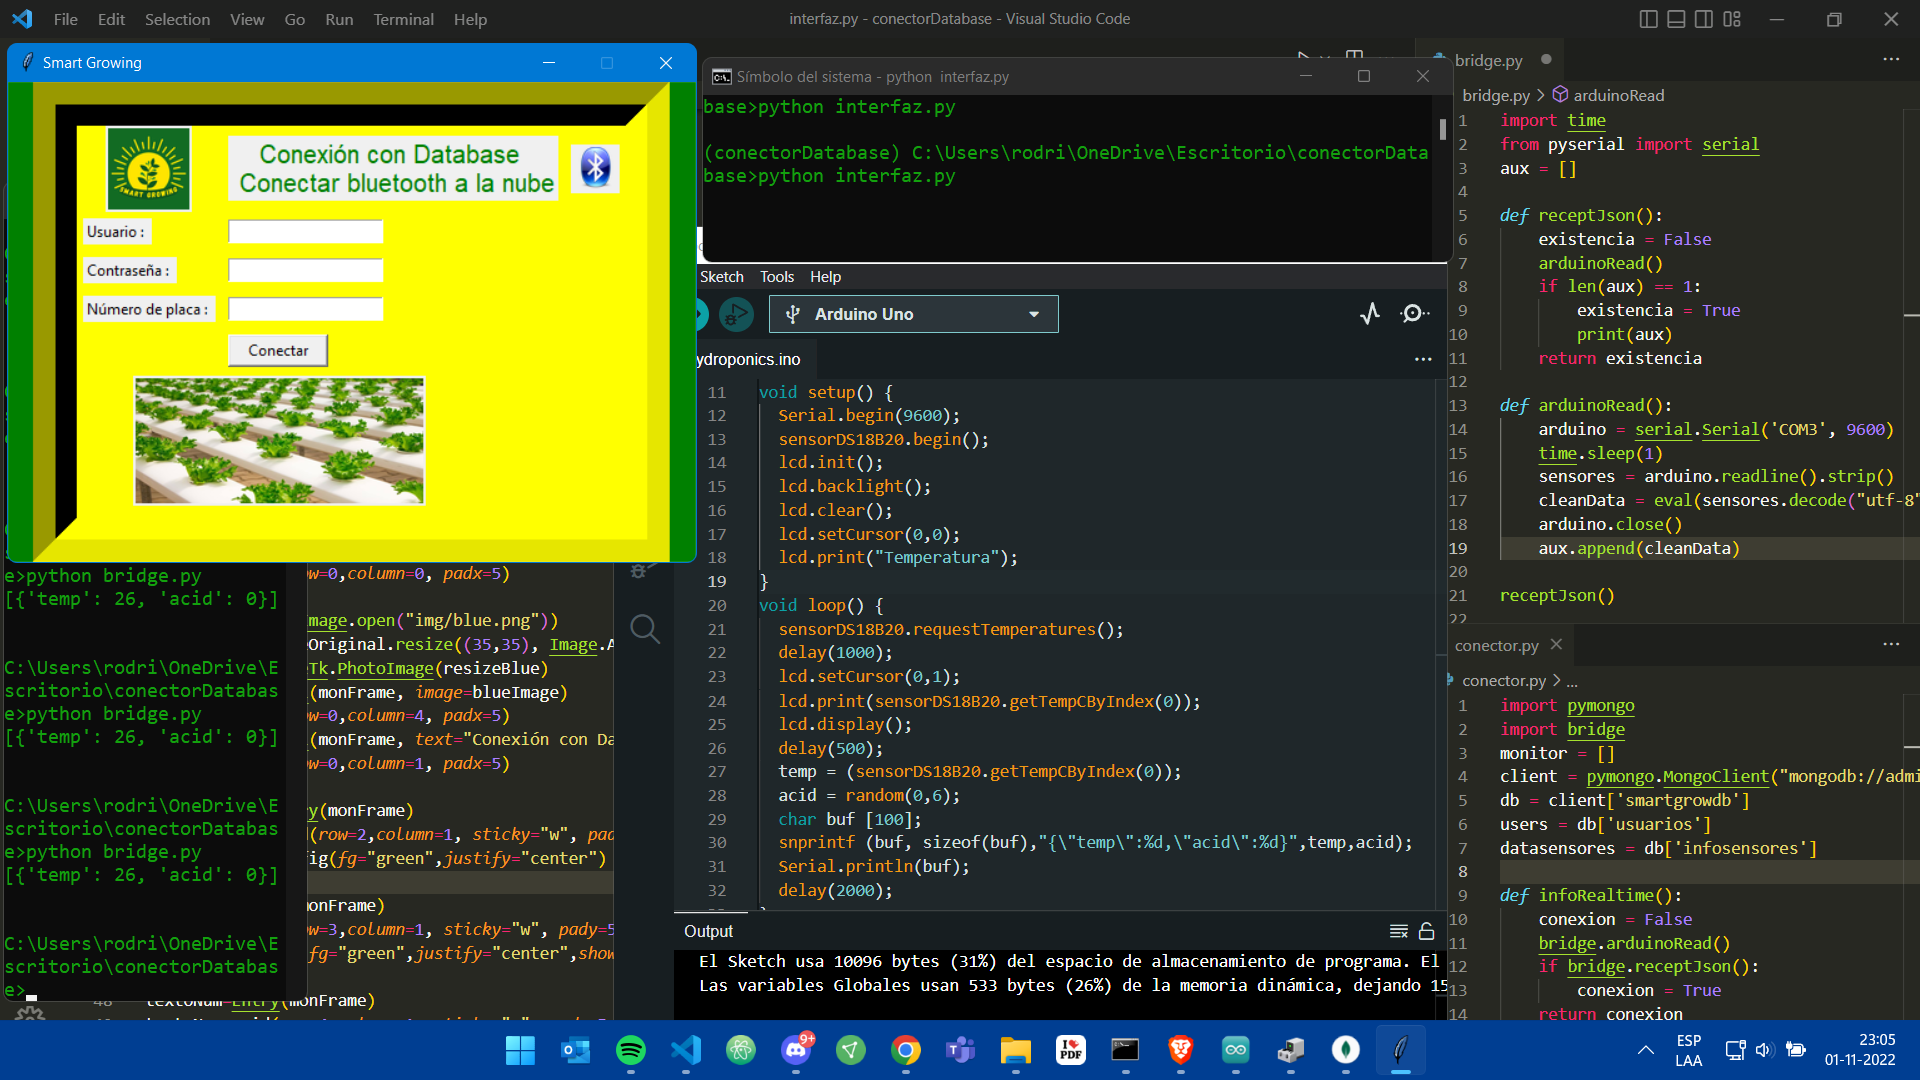 File Edit Selection View Go Run Terminal Help
interfaz.py - conectorDatabase - Visual Studio Code
Smart Growing
SMART GROWING
Conexión con Database
Conectar bluetooth a la nube
Usuario :
Contraseña :
Número de placa :
Conectar
Símbolo del sistema - python interfaz.py
base>python interfaz.py
(conectorDatabase) C:\Users\rodri\OneDrive\Escritorio\conectorData
base>python interfaz.py
Sketch Tools Help
Arduino Uno
ydroponics.ino
11 void setup() {
12 Serial.begin(9600);
13 sensorDS18B20.begin();
14 lcd.init();
15 lcd.backlight();
16 lcd.clear();
17 lcd.setCursor(0,0);
18 lcd.print("Temperatura");
19 }
20 void loop() {
21 sensorDS18B20.requestTemperatures();
22 delay(1000);
23 lcd.setCursor(0,1);
24 lcd.print(sensorDS18B20.getTempCByIndex(0));
25 lcd.display();
26 delay(500);
27 temp = (sensorDS18B20.getTempCByIndex(0));
28 acid = random(0,6);
29 char buf [100];
30 snprintf (buf, sizeof(buf),"{\"temp\":%d,\"acid\":%d}",temp,acid);
31 Serial.println(buf);
32 delay(2000);
Output
El Sketch usa 10096 bytes (31%) del espacio de almacenamiento de programa. El
Las variables Globales usan 533 bytes (26%) de la memoria dinámica, dejando 15
bridge.py
bridge.py > arduinoRead
1 import time
2 from pyserial import serial
3 aux = []
4
5 def receptJson():
6 existencia = False
7 arduinoRead()
8 if len(aux) == 1:
9 existencia = True
10 print(aux)
11 return existencia
12
13 def arduinoRead():
14 arduino = serial.Serial('COM3', 9600)
15 time.sleep(1)
16 sensores = arduino.readline().strip()
17 cleanData = eval(sensores.decode("utf-8"
18 arduino.close()
19 aux.append(cleanData)
20
21 receptJson()
22
conector.py
conector.py > ...
1 import pymongo
2 import bridge
3 monitor = []
4 client = pymongo.MongoClient("mongodb://admi
5 db = client['smartgrowdb']
6 users = db['usuarios']
7 datasensores = db['infosensores']
8
9 def infoRealtime():
10 conexion = False
11 bridge.arduinoRead()
12 if bridge.receptJson():
13 conexion = True
14 return conexion
e>python bridge.py
[{'temp': 26, 'acid': 0}]
C:\Users\rodri\OneDrive\E
scritorio\conectorDatabas
e>python bridge.py
[{'temp': 26, 'acid': 0}]
C:\Users\rodri\OneDrive\E
scritorio\conectorDatabas
e>python bridge.py
[{'temp': 26, 'acid': 0}]
C:\Users\rodri\OneDrive\E
scritorio\conectorDatabas
e>
w=0,column=0, padx=5)
mage.open("img/blue.png"))
Original.resize((35,35), Image.A
Tk.PhotoImage(resizeBlue)
(monFrame, image=blueImage)
w=0,column=4, padx=5)
(monFrame, text="Conexión con Da
w=0,column=1, padx=5)
y(monFrame)
(row=2,column=1, sticky="w", pad
ig(fg="green",justify="center")
onFrame)
w=3,column=1, sticky="w", pady=5
fg="green",justify="center",show
textoNum=Entry(monFrame)
9+
I PDF
ESP
LAA
23:05
01-11-2022